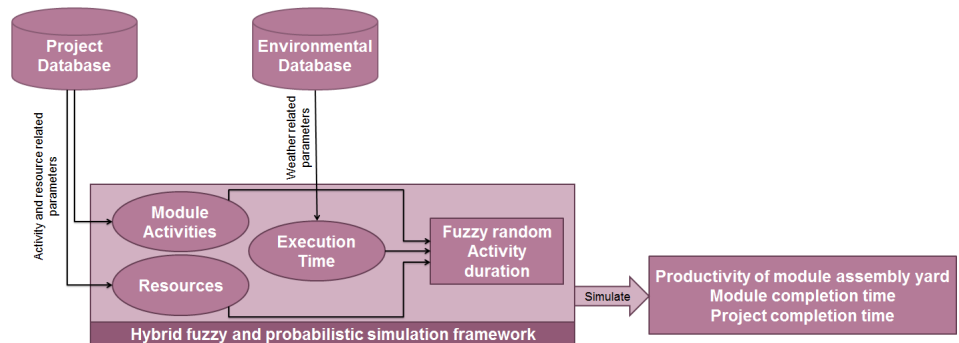 Project
Database
Environmental
Database
Activity and resource related
parameters
Weather related
parameters
Module
Activities
Execution
Time
Resources
Fuzzy random
Activity
duration
Hybrid fuzzy and probabilistic simulation framework
Simulate
Productivity of module assembly yard
Module completion time
Project completion time